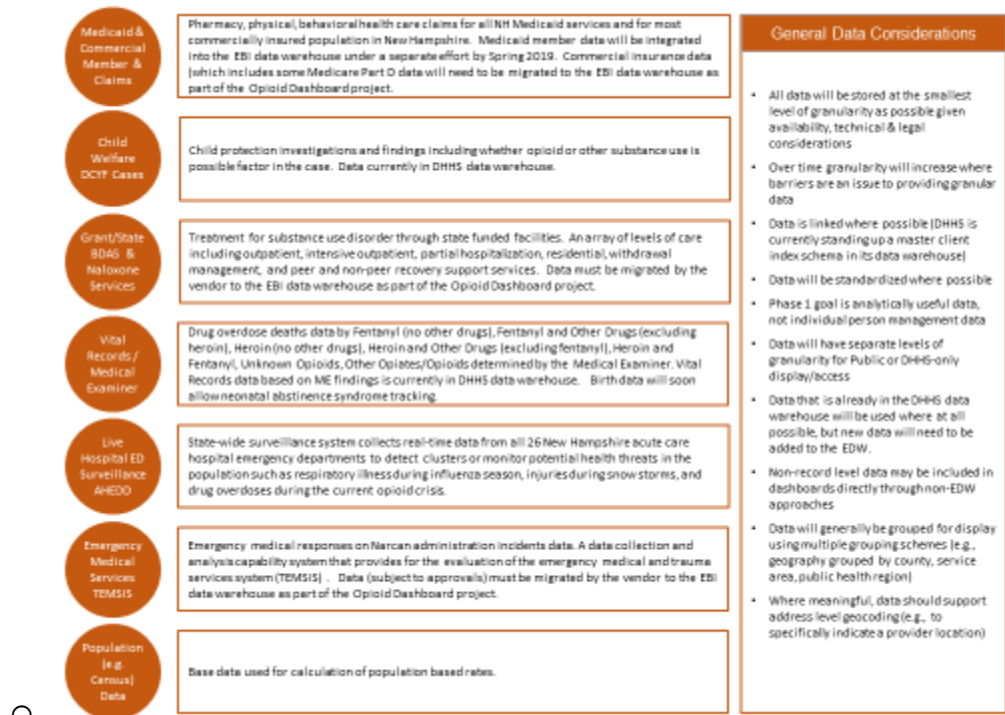 Medicaid &
Commercial
Member &
Claims
Pharmacy, physical, behavioral health care claims for all NH Medicaid services and for most
commercially insured population in New Hampshire. Medicaid member data will be integrated
into the EBI data warehouse under a separate effort by Spring 2019. Commercial insurance data
(which includes some Medicare Part D data will need to be migrated to the EBI data warehouse as
part of the Opioid Dashboard project.
Child
Welfare
DCYF Cases
Child protection investigations and findings including whether opioid or other substance use is
possible factor in the case. Data currently in DHHS data warehouse.
Grant/State
BDAS &
Naloxone
Services
Treatment for substance use disorder through state funded facilities. An array of levels of care
including outpatient, intensive outpatient, partial hospitalization, residential, withdrawal
management, and peer and non-peer recovery support services. Data must be migrated by the
vendor to the EBI data warehouse as part of the Opioid Dashboard project.
Vital
Records /
Medical
Examiner
Drug overdose deaths data by Fentanyl (no other drugs), Fentanyl and Other Drugs (excluding
heroin), Heroin (no other drugs), Heroin and Other Drugs (excluding fentanyl), Heroin and
Fentanyl, Unknown Opioids, Other Opiates/Opioids determined by the Medical Examiner. Vital
Records data based on ME findings is currently in DHHS data warehouse. Birth data will soon
allow neonatal abstinence syndrome tracking.
Live
Hospital ED
Surveillance
AHEDD
State-wide surveillance system collects real-time data from all 26 New Hampshire acute care
hospital emergency departments to detect clusters or monitor potential health threats in the
population such as respiratory illness during influenza season, injuries during snow storms, and
drug overdoses during the current opioid crisis.
Emergency
Medical
Services
TEMSIS
Emergency medical responses on Narcan administration incidents data. A data collection and
analysis capability system that provides for the evaluation of the emergency medical and trauma
services system (TEMSIS) . Data (subject to approvals) must be migrated by the vendor to the EBI
data warehouse as part of the Opioid Dashboard project.
Population
(e.g.
Census)
Data
Base data used for calculation of population based rates.
General Data Considerations
• All data will be stored at the smallest
level of granularity as possible given
availability, technical & legal
considerations
• Over time granularity will increase where
barriers are an issue to providing granular
data
• Data is linked where possible (DHHS is
currently standing up a master client
index schema in its data warehouse)
• Data will be standardized where possible
• Phase 1 goal is analytically useful data,
not individual person management data
• Data will have separate levels of
granularity for Public or DHHS-only
display/access
• Data that is already in the DHHS data
warehouse will be used where at all
possible, but new data will need to be
added to the EDW.
• Non-record level data may be included in
dashboards directly through non-EDW
approaches
• Data will generally be grouped for display
using multiple grouping schemes (e.g.,
geography grouped by county, service
area, public health region)
• Where meaningful, data should support
address level geocoding (e.g., to
specifically indicate a provider location)